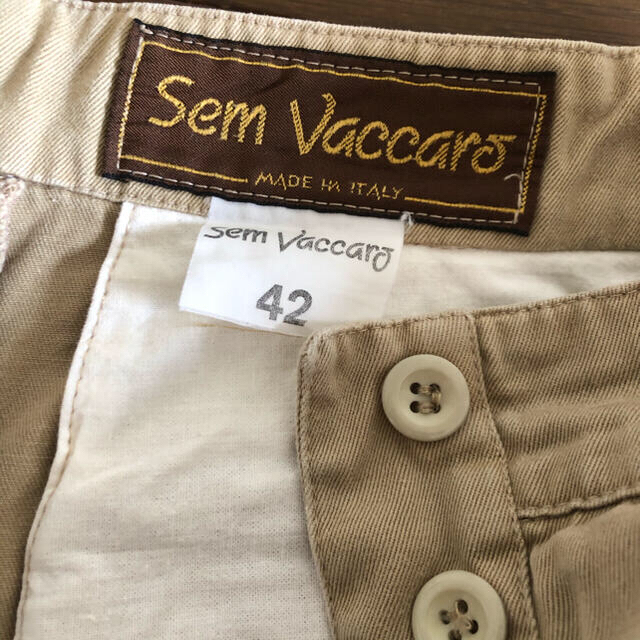 Sem Vaccaro
MADE IN ITALY
Sem Vaccaro
42